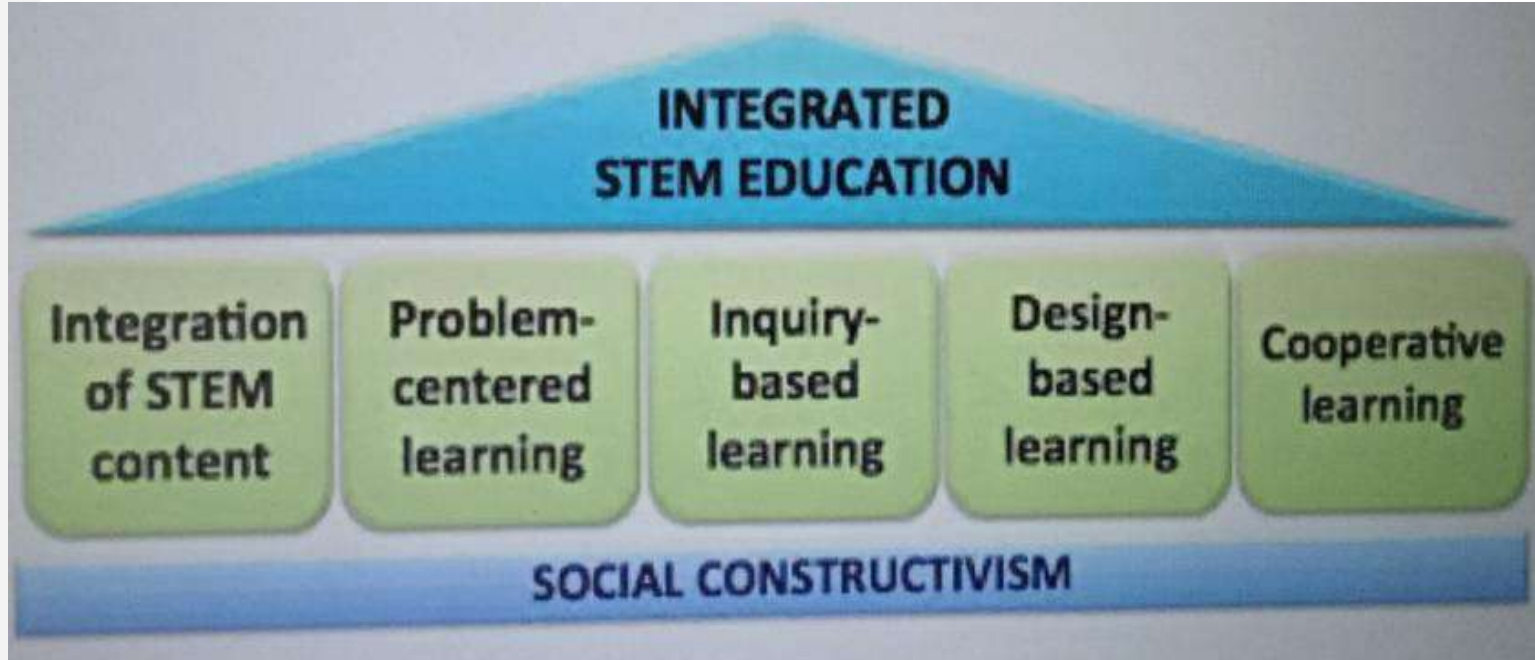 INTEGRATED
STEM EDUCATION
Integration
of STEM
content
Problem-
centered
learning
Inquiry-
based
learning
Design-
based
learning
Cooperative
learning
SOCIAL CONSTRUCTIVISM